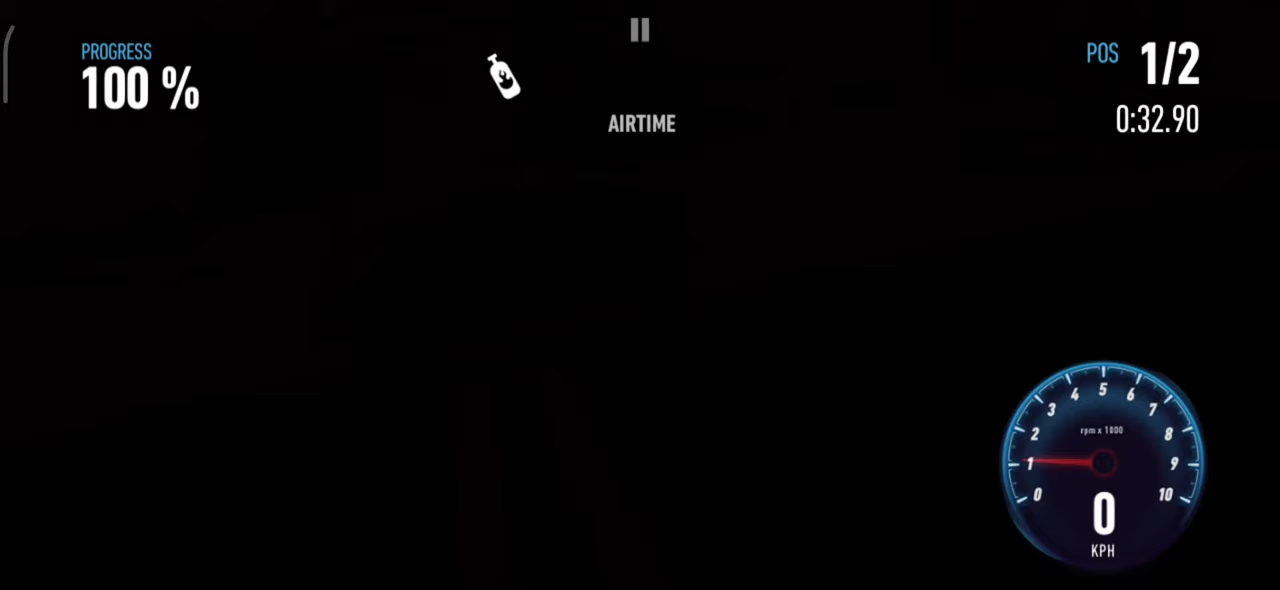 PROGRESS
100 %
AIRTIME
POS 1/2
0:32.90
0 1 2 3 4 5 6 7 8 9 10
rpm x 1000
0
KPH